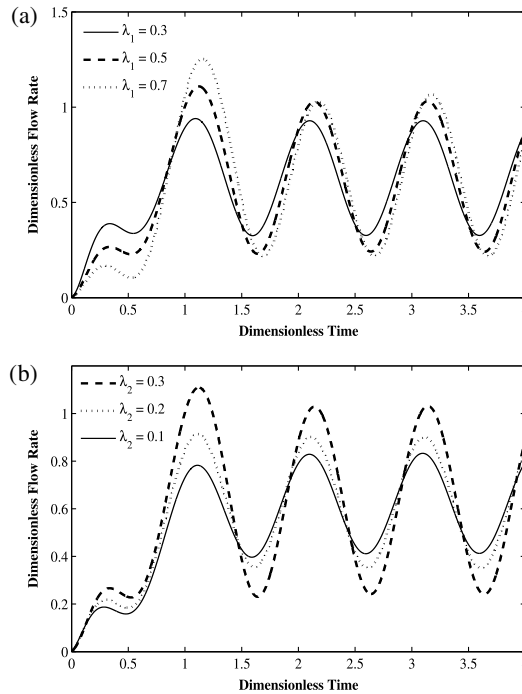 (a)
1.5
1
0.5
0
Dimensionless Flow Rate
λ1 = 0.3
λ1 = 0.5
λ1 = 0.7
0 0.5 1 1.5 2 2.5 3 3.5
Dimensionless Time
(b)
1
0.8
0.6
0.4
0.2
0
Dimensionless Flow Rate
λ2 = 0.3
λ2 = 0.2
λ2 = 0.1
0 0.5 1 1.5 2 2.5 3 3.5
Dimensionless Time